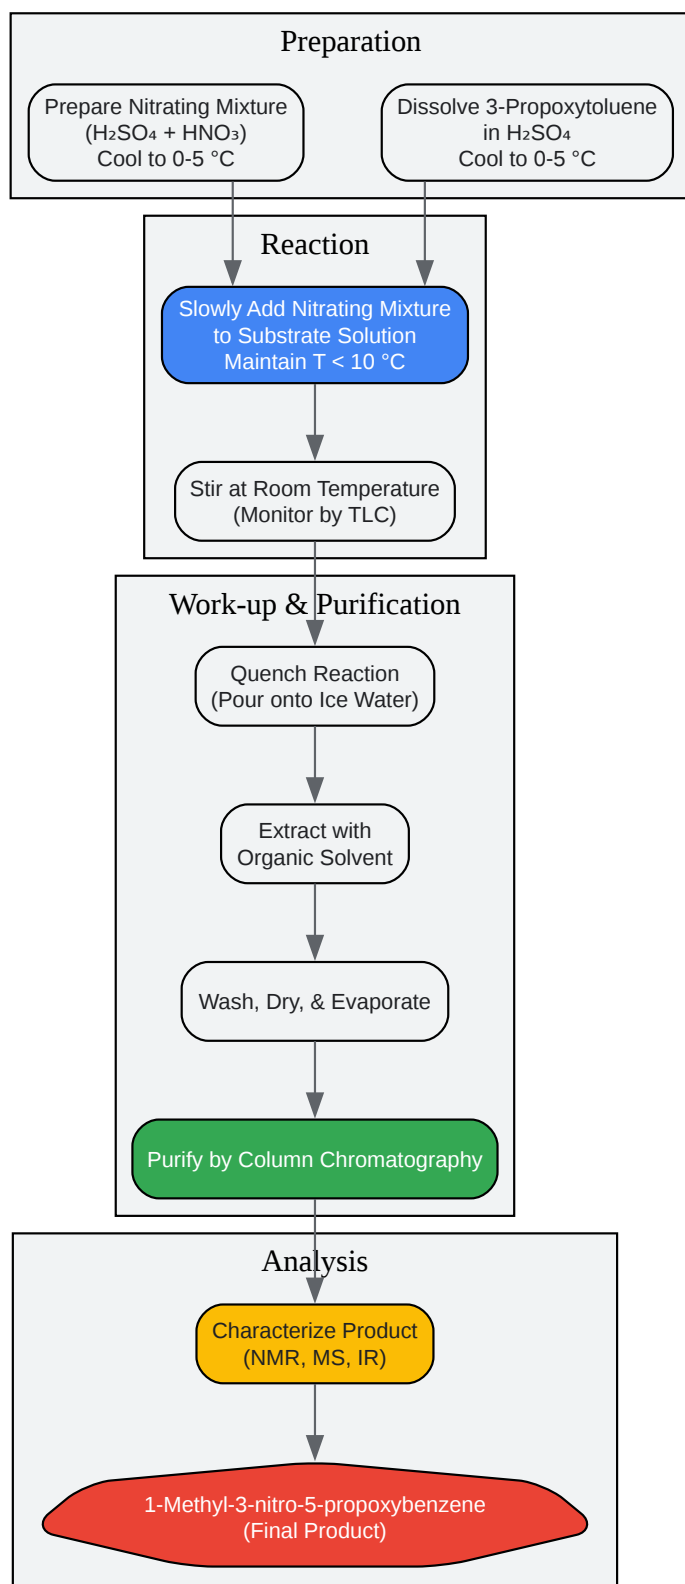 Preparation
Prepare Nitrating Mixture
(H₂SO₄ + HNO₃)
Cool to 0-5 °C
Dissolve 3-Propoxytoluene
in H₂SO₄
Cool to 0-5 °C
Reaction
Slowly Add Nitrating Mixture
to Substrate Solution
Maintain T < 10 °C
Stir at Room Temperature
(Monitor by TLC)
Work-up & Purification
Quench Reaction
(Pour onto Ice Water)
Extract with
Organic Solvent
Wash, Dry, & Evaporate
Purify by Column Chromatography
Analysis
Characterize Product
(NMR, MS, IR)
1-Methyl-3-nitro-5-propoxybenzene
(Final Product)